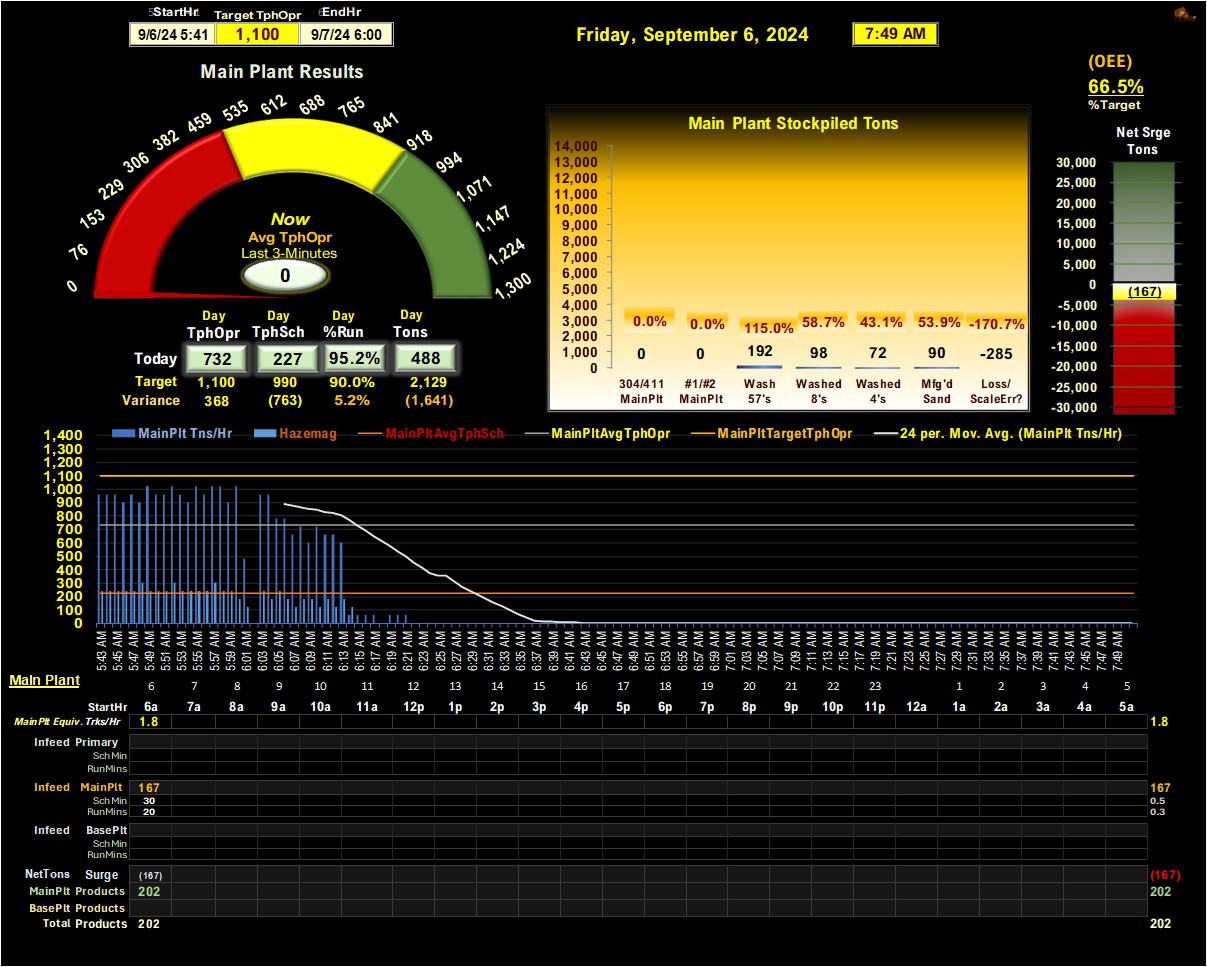 StartHr Target TphOpr EndHr
9/6/24 5:41 1,100 9/7/24 6:00
Friday, September 6, 2024 7:49 AM
(OEE)
66.5%
%Target
Main Plant Results
0 76 153 229 306 382 459 535 612 688 765 841 918 994 1,071 1,147 1,224 1,300
Now
Avg TphOpr
Last 3-Minutes
0
Day Day Day Day
TphOpr TphSch %Run Tons
Today 732 227 95.2% 488
Target 1,100 990 90.0% 2,129
Variance 368 (763) 5.2% (1,641)
Main Plant Stockpiled Tons
14,000
13,000
12,000
11,000
10,000
9,000
8,000
7,000
6,000
5,000
4,000
3,000
2,000
1,000
0
0.0% 0.0% 115.0% 58.7% 43.1% 53.9% -170.7%
0 0 192 98 72 90 -285
304/411 #1/#2 Wash Washed Washed Mfg'd Loss/
MainPlt MainPlt 57's 8's 4's Sand ScaleErr?
Net Srge
Tons
30,000
25,000
20,000
15,000
10,000
5,000
0
(167)
-5,000
-10,000
-15,000
-20,000
-25,000
-30,000
MainPlt Tns/Hr Hazemag MainPltAvgTphSch MainPltAvgTphOpr MainPltTargetTphOpr 24 per. Mov. Avg. (MainPlt Tns/Hr)
1,400
1,300
1,200
1,100
1,000
900
800
700
600
500
400
300
200
100
0
5:43 AM 5:45 AM 5:47 AM 5:49 AM 5:51 AM 5:53 AM 5:55 AM 5:57 AM 5:59 AM 6:01 AM 6:03 AM 6:05 AM 6:07 AM 6:09 AM 6:11 AM 6:13 AM 6:15 AM 6:17 AM 6:19 AM 6:21 AM 6:23 AM 6:25 AM 6:27 AM 6:29 AM 6:31 AM 6:33 AM 6:35 AM 6:37 AM 6:39 AM 6:41 AM 6:43 AM 6:45 AM 6:47 AM 6:49 AM 6:51 AM 6:53 AM 6:55 AM 6:57 AM 6:59 AM 7:01 AM 7:03 AM 7:05 AM 7:07 AM 7:09 AM 7:11 AM 7:13 AM 7:15 AM 7:17 AM 7:19 AM 7:21 AM 7:23 AM 7:25 AM 7:27 AM 7:29 AM 7:31 AM 7:33 AM 7:35 AM 7:37 AM 7:39 AM 7:41 AM 7:43 AM 7:45 AM 7:47 AM 7:49 AM
Main Plant
6 7 8 9 10 11 12 13 14 15 16 17 18 19 20 21 22 23 1 2 3 4 5
StartHr 6a 7a 8a 9a 10a 11a 12p 1p 2p 3p 4p 5p 6p 7p 8p 9p 10p 11p 12a 1a 2a 3a 4a 5a
MainPlt Equiv. Trks/Hr 1.8 1.8
Infeed Primary
SchMin
RunMins
Infeed MainPlt 167 167
SchMin 30 0.5
RunMins 20 0.3
Infeed BasePlt
SchMin
RunMins
NetTons Surge (167) (167)
MainPlt Products 202 202
BasePlt Products
Total Products 202 202